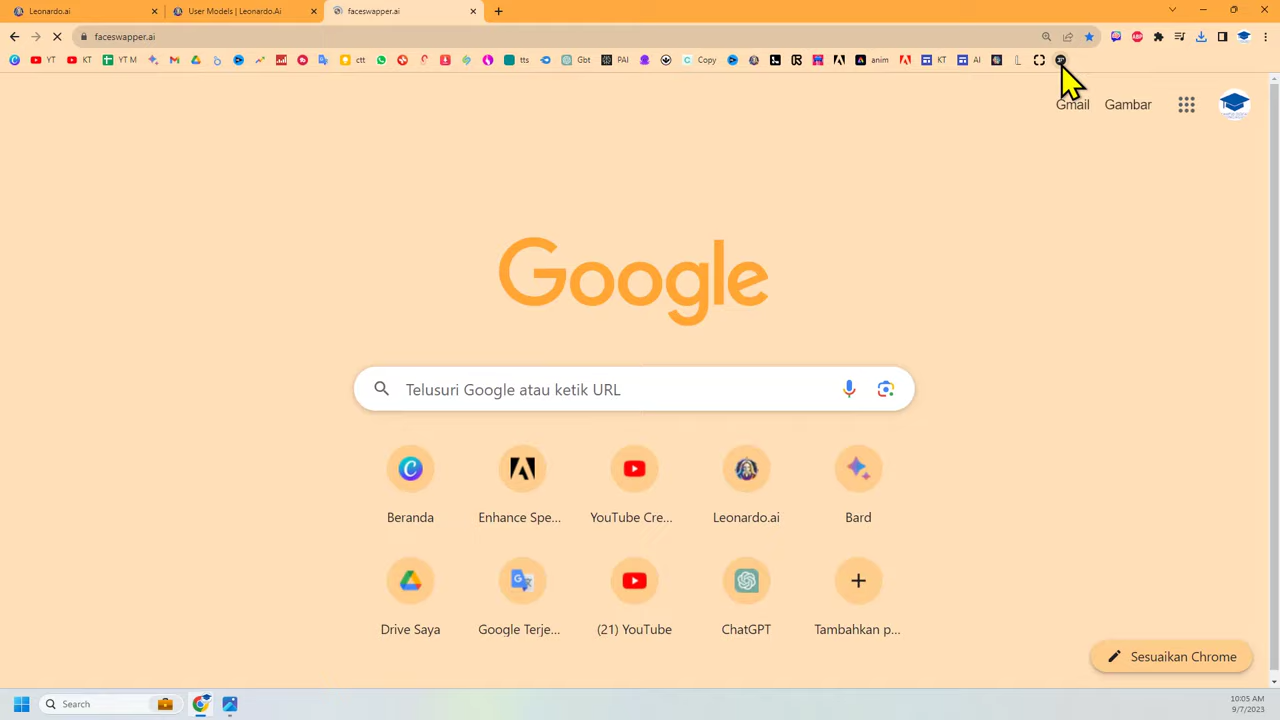 Leonardo.ai
User Models | Leonardo.Ai
faceswapper.ai
faceswapper.ai
YT
KT
YT M
ctt
tts
Gbt
PAI
Copy
anim
KT
AI
Gmail
Gambar
Google
Telusuri Google atau ketik URL
Beranda
Enhance Spe...
YouTube Cre...
Leonardo.ai
Bard
Drive Saya
Google Terje...
(21) YouTube
ChatGPT
Tambahkan p...
Sesuaikan Chrome
Search
10:05 AM
9/7/2023